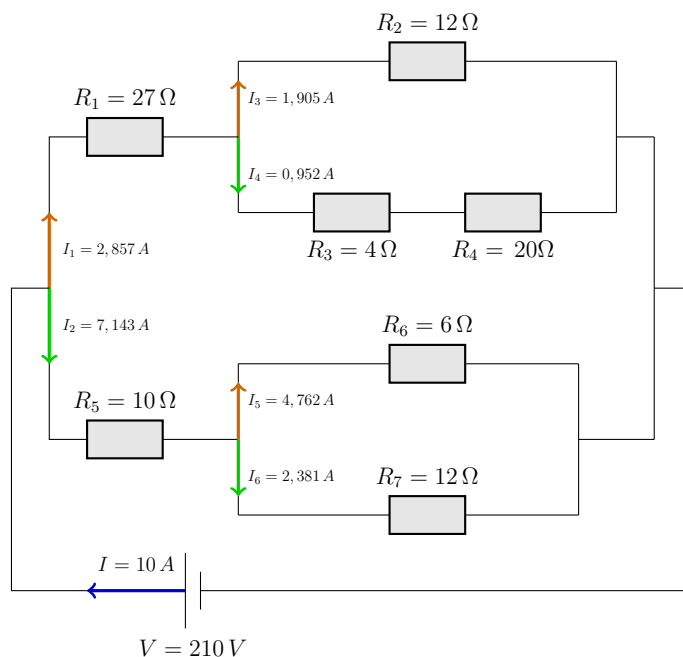 R₂ = 12 Ω
R₁ = 27 Ω
I₃ = 1,905 A
I₄ = 0,952 A
R₃ = 4 Ω
R₄ = 20Ω
I₁ = 2,857 A
I₂ = 7,143 A
R₆ = 6 Ω
R₅ = 10 Ω
I₅ = 4,762 A
I₆ = 2,381 A
R₇ = 12 Ω
I = 10 A
V = 210 V